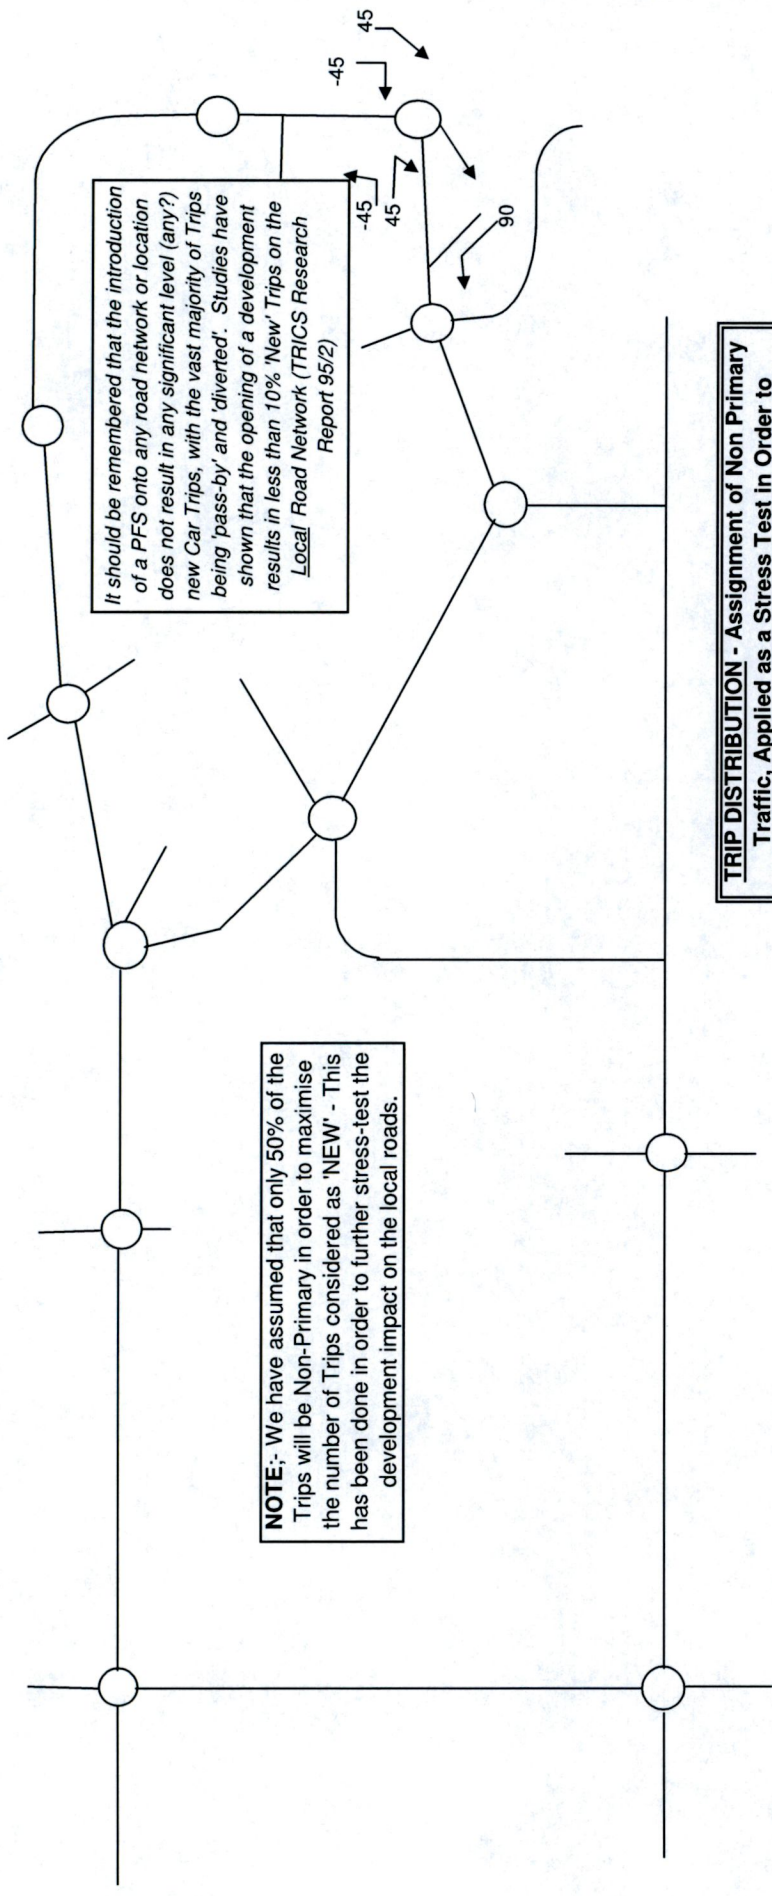 It should be remembered that the introduction
of a PFS onto any road network or location
does not result in any significant level (any?)
new Car Trips, with the vast majority of Trips
being 'pass-by' and 'diverted'. Studies have
shown that the opening of a development
results in less than 10% 'New' Trips on the
Local Road Network (TRICS Research
Report 95/2)
-45
45
-45
45
90
NOTE;- We have assumed that only 50% of the
Trips will be Non-Primary in order to maximise
the number of Trips considered as 'NEW' - This
has been done in order to further stress-test the
development impact on the local roads.
TRIP DISTRIBUTION - Assignment of Non Primary
Traffic, Applied as a Stress Test in Order to